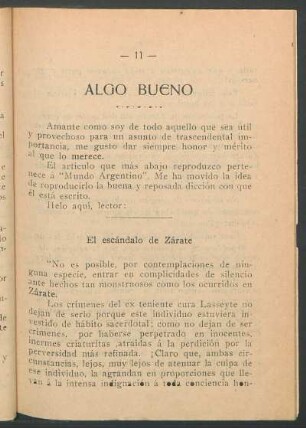 — 11 —
ALGO BUENO
Amante como soy de todo aquello que sea útil
y provechoso para un asunto de trascendental im-
portancia, me gusto dar siempre honor y mérito
al que lo merece.
El artículo que más abajo reproduzco perte-
nece á "Mundo Argentino". Me ha movido la idea
de reproducirlo la buena y reposada dicción con que
él está escrito.
Helo aquí, lector:
El escándalo de Zárate
"No es posible, por contemplaciones de nin-
guna especie, entrar en complicidades de silencio
ante hechos tan monstruosos como los ocurridos en
Zárate.
Los crímenes del ex teniente cura Lasseyte no
dejan de serlo porque este individuo estuviera in-
vestido de hábito sacerdotal; como no dejan de ser
crímenes, por haberse perpetrado en inocentes,
inermes criaturitas atraídas á la perdición por la
perversidad más refinada. ¡Claro que, ambas cir-
cunstancias, lejos, muy lejos de atenuar la culpa de
ese individuo, la agrandan en proporciones que lle-
van á la intensa indignación á toda conciencia hon-